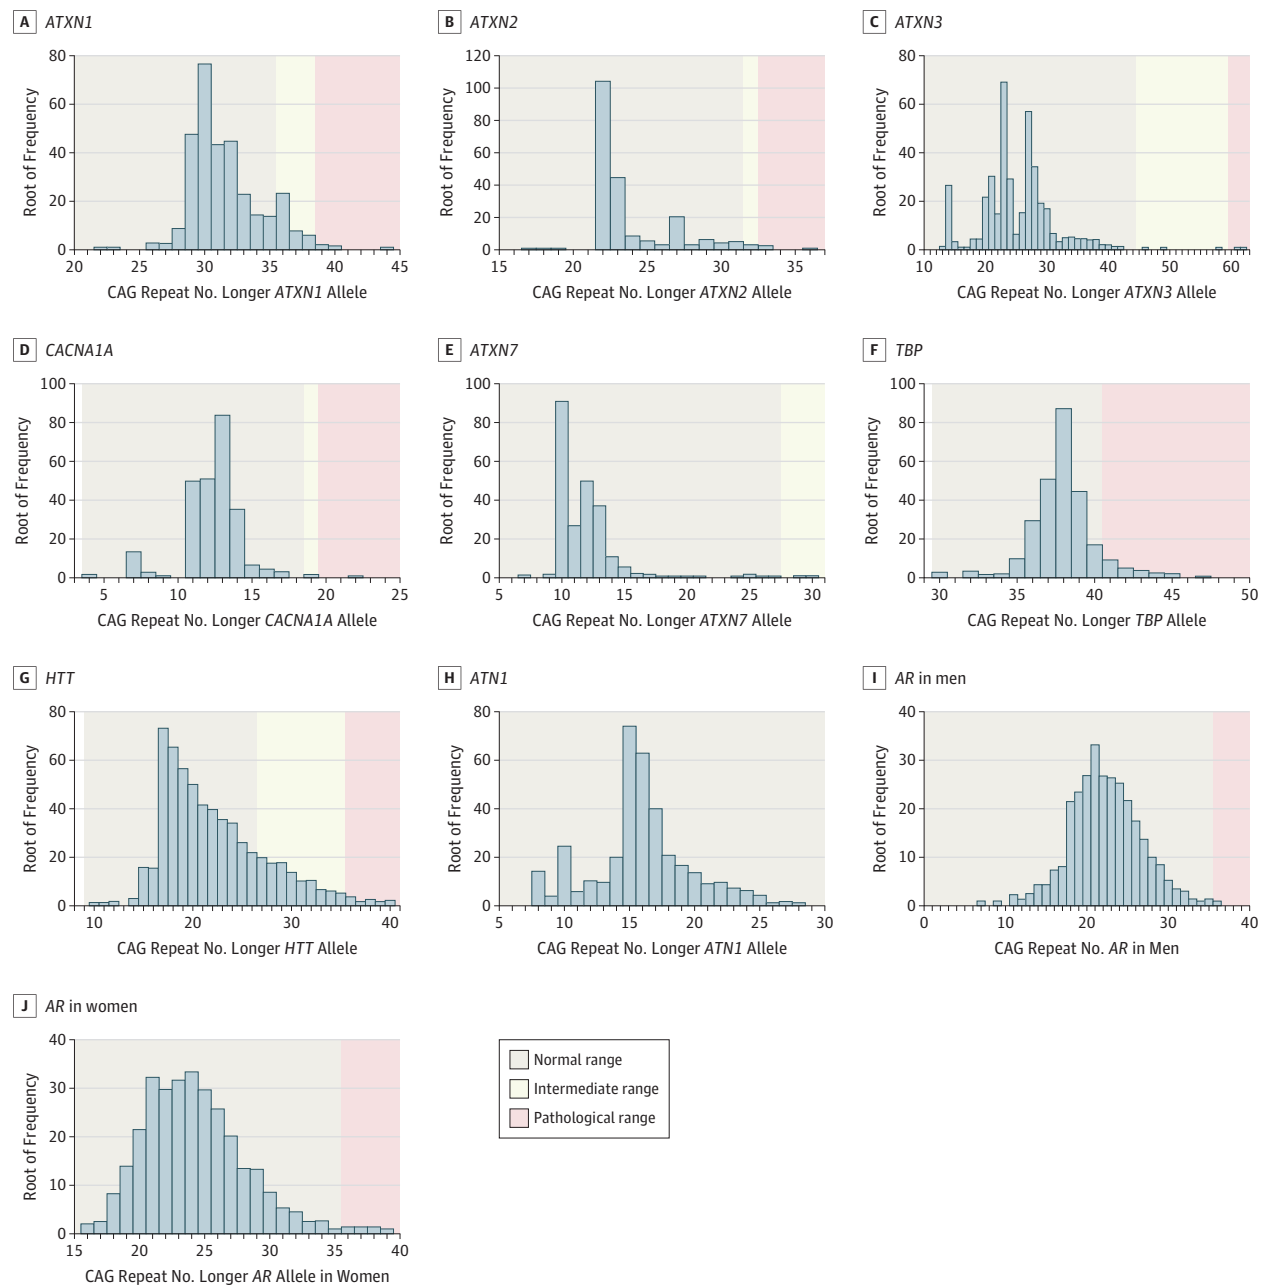 A ATXN1
80
60
40
20
0
20 25 30 35 40 45
Root of Frequency
CAG Repeat No. Longer ATXN1 Allele
B ATXN2
120
100
80
60
40
20
0
15 20 25 30 35
Root of Frequency
CAG Repeat No. Longer ATXN2 Allele
C ATXN3
80
60
40
20
0
10 20 30 40 50 60
Root of Frequency
CAG Repeat No. Longer ATXN3 Allele
D CACNA1A
100
80
60
40
20
0
5 10 15 20 25
Root of Frequency
CAG Repeat No. Longer CACNA1A Allele
E ATXN7
100
80
60
40
20
0
5 10 15 20 25 30
Root of Frequency
CAG Repeat No. Longer ATXN7 Allele
F TBP
100
80
60
40
20
0
30 35 40 45 50
Root of Frequency
CAG Repeat No. Longer TBP Allele
G HTT
80
60
40
20
0
10 20 30 40
Root of Frequency
CAG Repeat No. Longer HTT Allele
H ATN1
80
60
40
20
0
5 10 15 20 25 30
Root of Frequency
CAG Repeat No. Longer ATN1 Allele
I AR in men
40
30
20
10
0
0 10 20 30 40
Root of Frequency
CAG Repeat No. AR in Men
J AR in women
40
30
20
10
0
15 20 25 30 35 40
Root of Frequency
CAG Repeat No. Longer AR Allele in Women
Normal range
Intermediate range
Pathological range